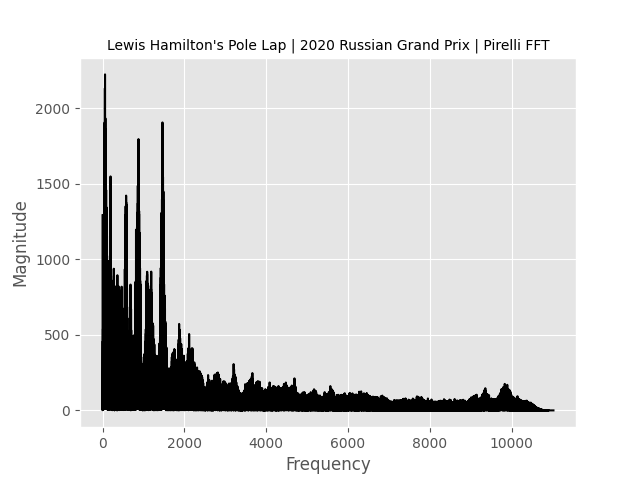 Lewis Hamilton's Pole Lap | 2020 Russian Grand Prix | Pirelli FFT
Magnitude
2000
1500
1000
500
0
0 2000 4000 6000 8000 10000
Frequency